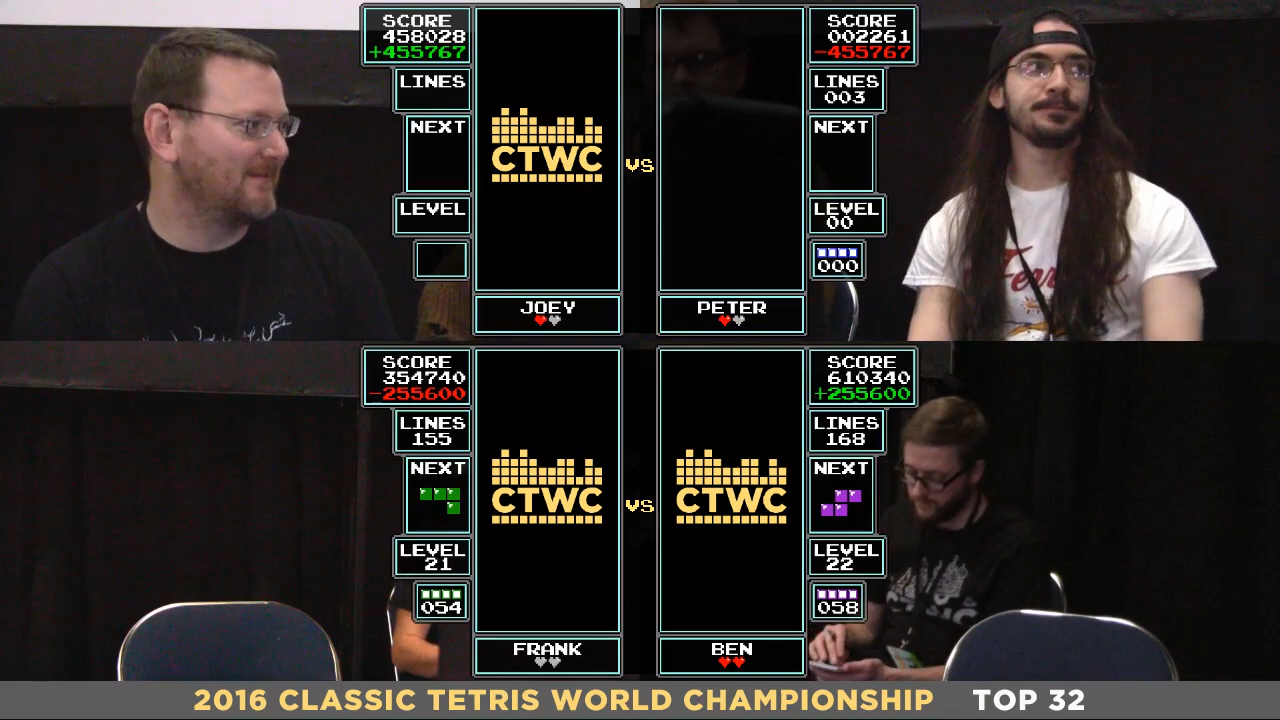 SCORE
458028
+455767
LINES
NEXT
LEVEL
CTWC
JOEY
vs
SCORE
002261
-455767
LINES
003
NEXT
LEVEL
00
000
PETER
Fer
SCORE
354740
-255600
LINES
155
NEXT
LEVEL
21
054
CTWC
FRANK
vs
CTWC
BEN
SCORE
610340
+255600
LINES
168
NEXT
LEVEL
22
058
2016 CLASSIC TETRIS WORLD CHAMPIONSHIP TOP 32